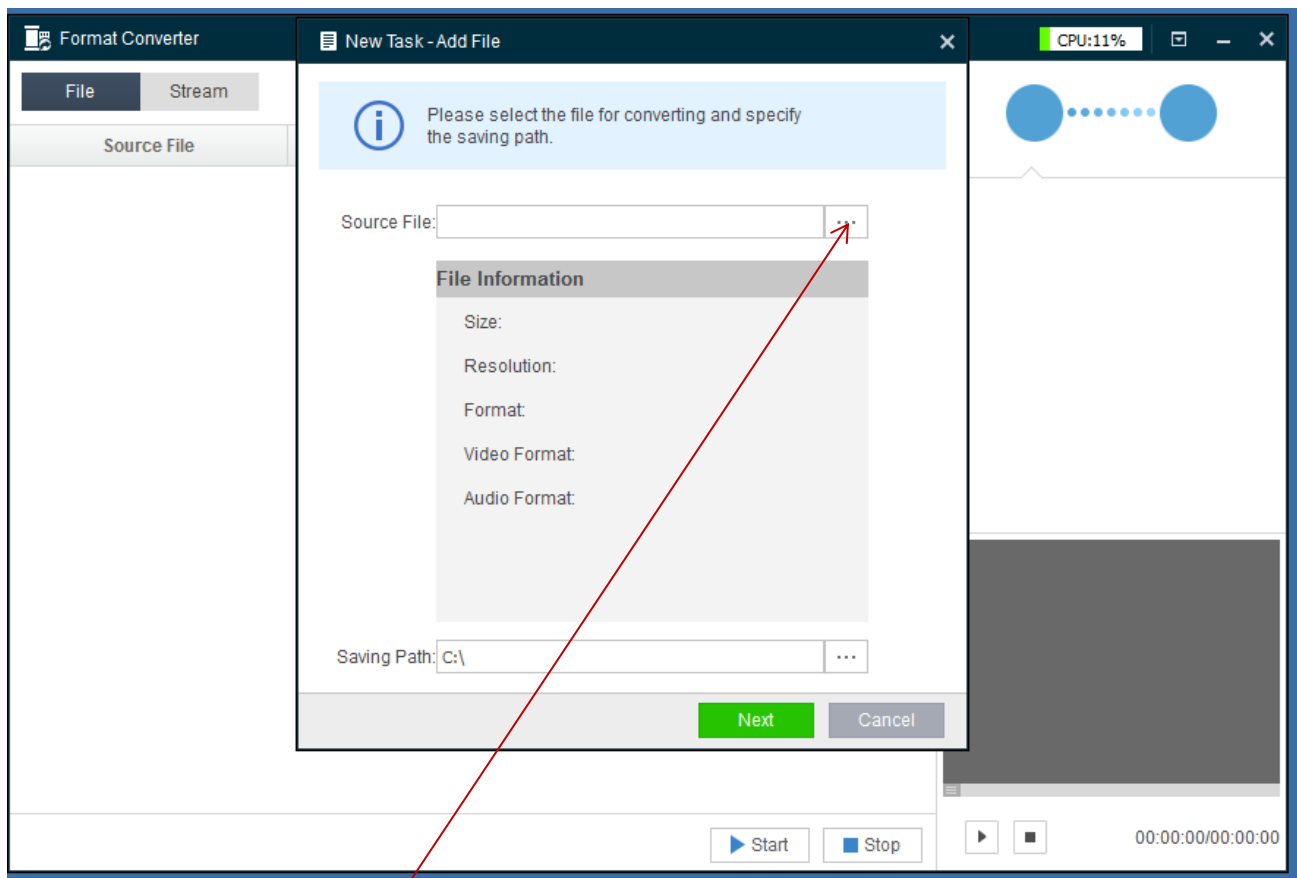 Format Converter
New Task - Add File
CPU:11%
File
Stream
Please select the file for converting and specify
the saving path.
Source File
Source File:
...
File Information
Size:
Resolution:
Format:
Video Format:
Audio Format:
Saving Path:
C:\
...
Next
Cancel
Start
Stop
00:00:00/00:00:00